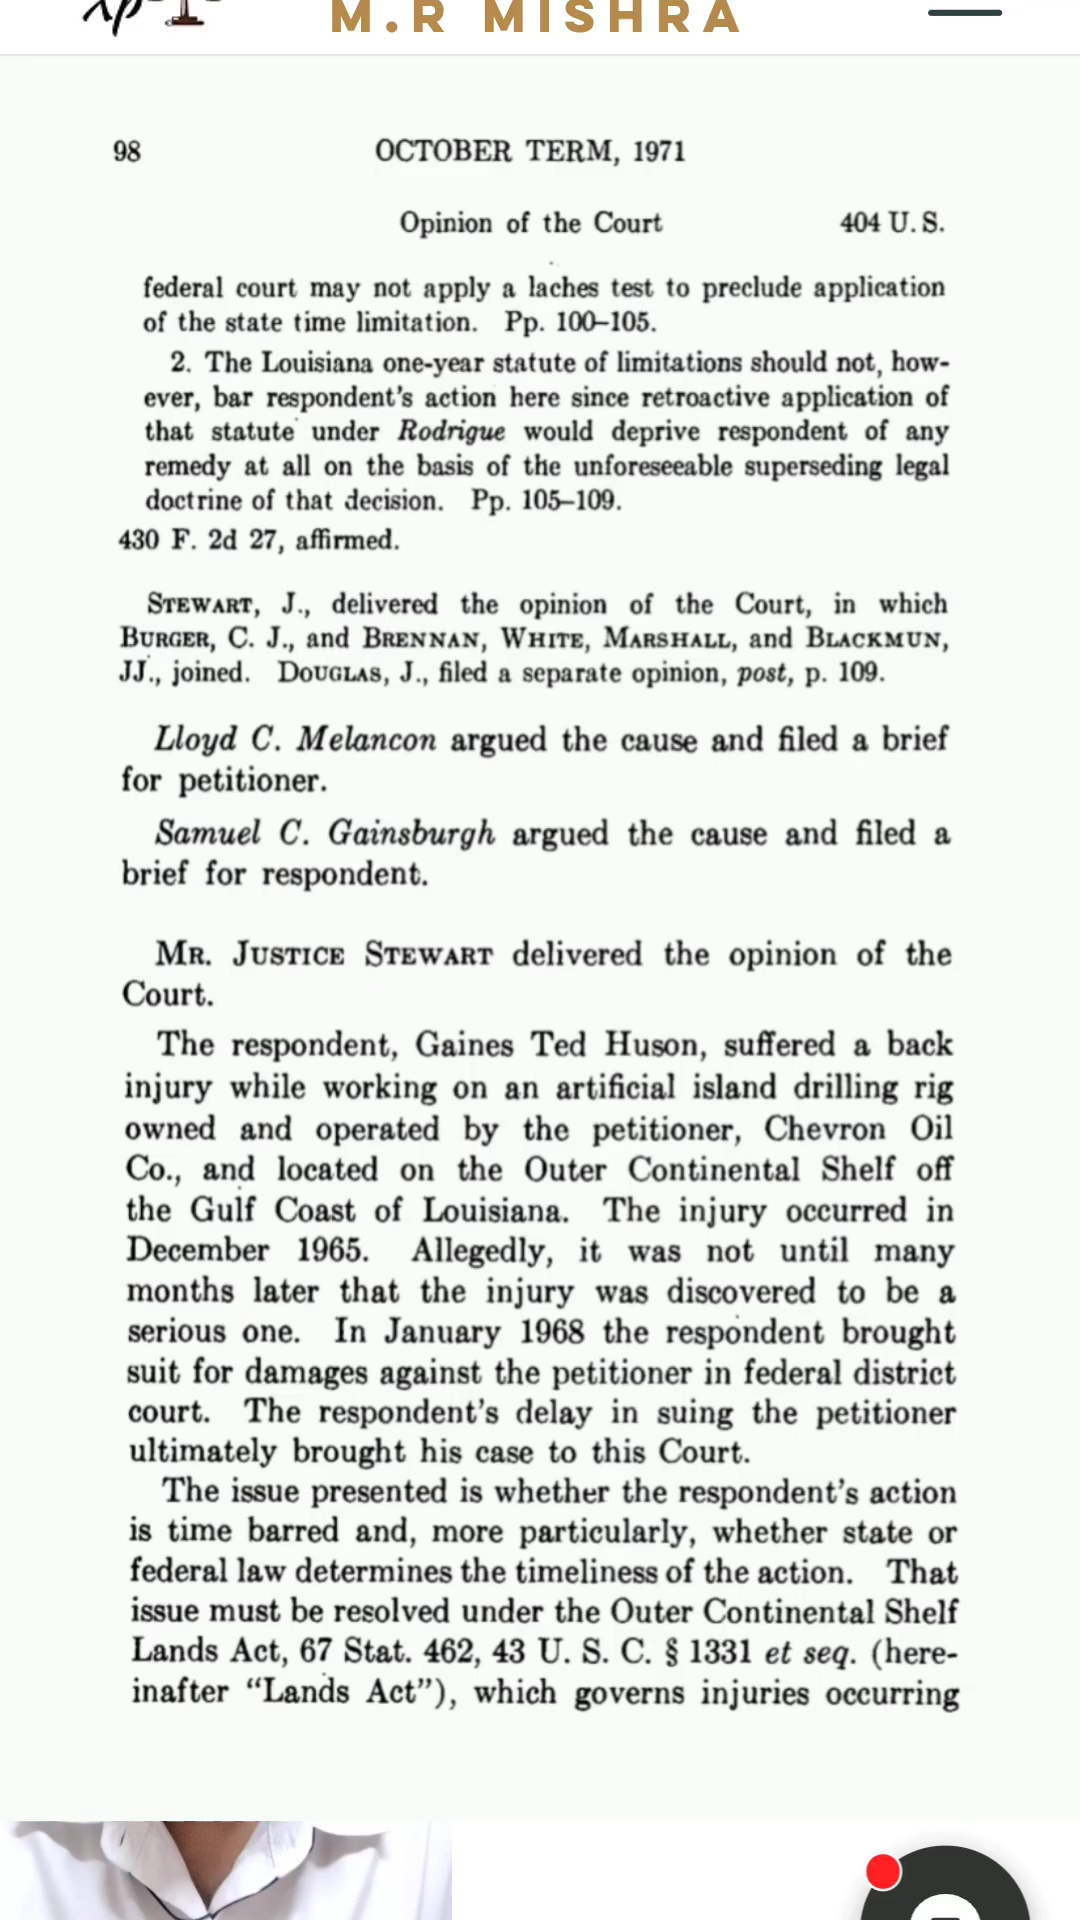 M.R MISHRA
98 OCTOBER TERM, 1971
Opinion of the Court 404 U. S.
federal court may not apply a laches test to preclude application
of the state time limitation. Pp. 100–105.
2. The Louisiana one-year statute of limitations should not, how-
ever, bar respondent's action here since retroactive application of
that statute under Rodrigue would deprive respondent of any
remedy at all on the basis of the unforeseeable superseding legal
doctrine of that decision. Pp. 105–109.
430 F. 2d 27, affirmed.
STEWART, J., delivered the opinion of the Court, in which
BURGER, C. J., and BRENNAN, WHITE, MARSHALL, and BLACKMUN,
JJ., joined. DOUGLAS, J., filed a separate opinion, post, p. 109.
Lloyd C. Melancon argued the cause and filed a brief
for petitioner.
Samuel C. Gainsburgh argued the cause and filed a
brief for respondent.
MR. JUSTICE STEWART delivered the opinion of the
Court.
The respondent, Gaines Ted Huson, suffered a back
injury while working on an artificial island drilling rig
owned and operated by the petitioner, Chevron Oil
Co., and located on the Outer Continental Shelf off
the Gulf Coast of Louisiana. The injury occurred in
December 1965. Allegedly, it was not until many
months later that the injury was discovered to be a
serious one. In January 1968 the respondent brought
suit for damages against the petitioner in federal district
court. The respondent's delay in suing the petitioner
ultimately brought his case to this Court.
The issue presented is whether the respondent's action
is time barred and, more particularly, whether state or
federal law determines the timeliness of the action. That
issue must be resolved under the Outer Continental Shelf
Lands Act, 67 Stat. 462, 43 U. S. C. § 1331 et seq. (here-
inafter "Lands Act"), which governs injuries occurring